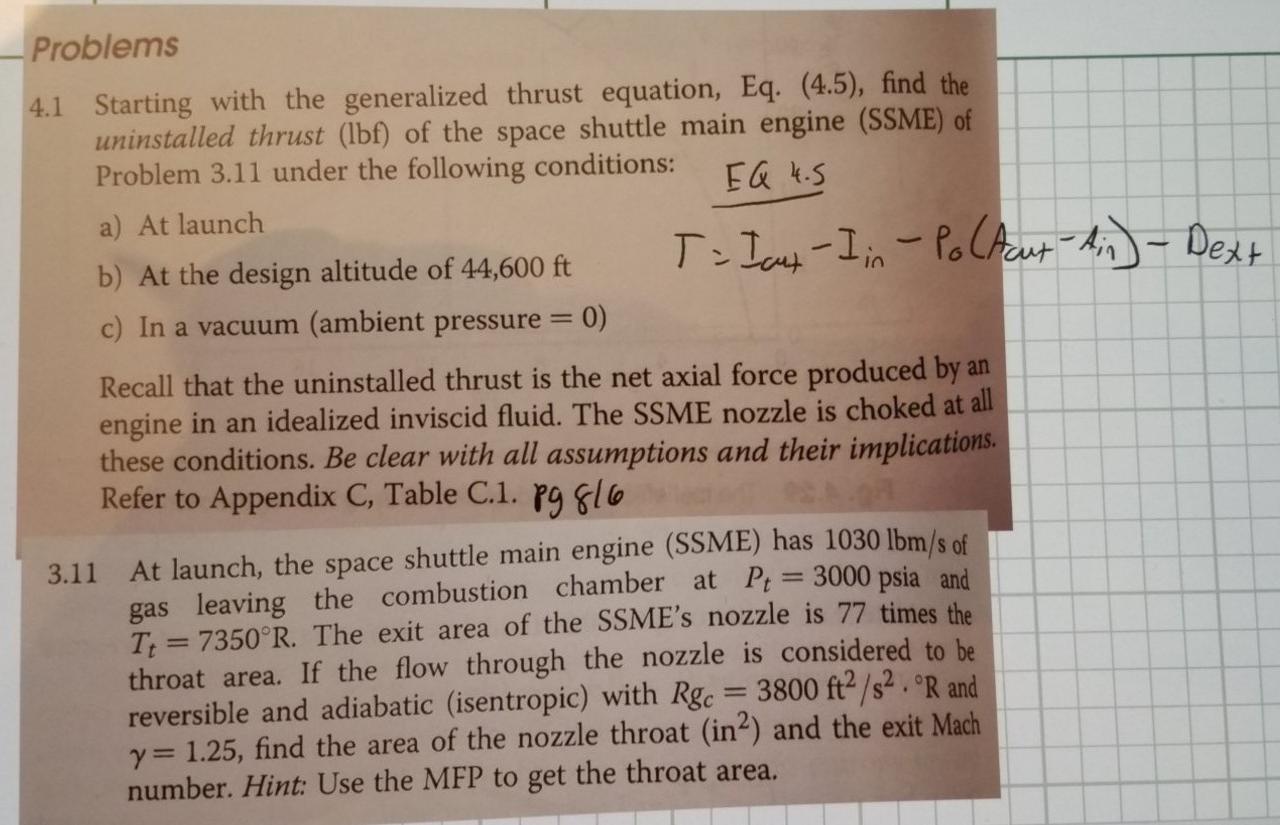 Problems
4.1 Starting with the generalized thrust equation, Eq. (4.5), find the
uninstalled thrust (lbf) of the space shuttle main engine (SSME) of
Problem 3.11 under the following conditions:
EQ 4.5
a) At launch
T = Iout - Iin - Po(Aout - Ain) - Dext
b) At the design altitude of 44,600 ft
c) In a vacuum (ambient pressure = 0)
Recall that the uninstalled thrust is the net axial force produced by an
engine in an idealized inviscid fluid. The SSME nozzle is choked at all
these conditions. Be clear with all assumptions and their implications.
Refer to Appendix C, Table C.1. Pg 816
3.11 At launch, the space shuttle main engine (SSME) has 1030 lbm/s of
gas leaving the combustion chamber at Pt = 3000 psia and
Tt = 7350°R. The exit area of the SSME's nozzle is 77 times the
throat area. If the flow through the nozzle is considered to be
reversible and adiabatic (isentropic) with Rgc = 3800 ft²/s² · °R and
γ = 1.25, find the area of the nozzle throat (in²) and the exit Mach
number. Hint: Use the MFP to get the throat area.